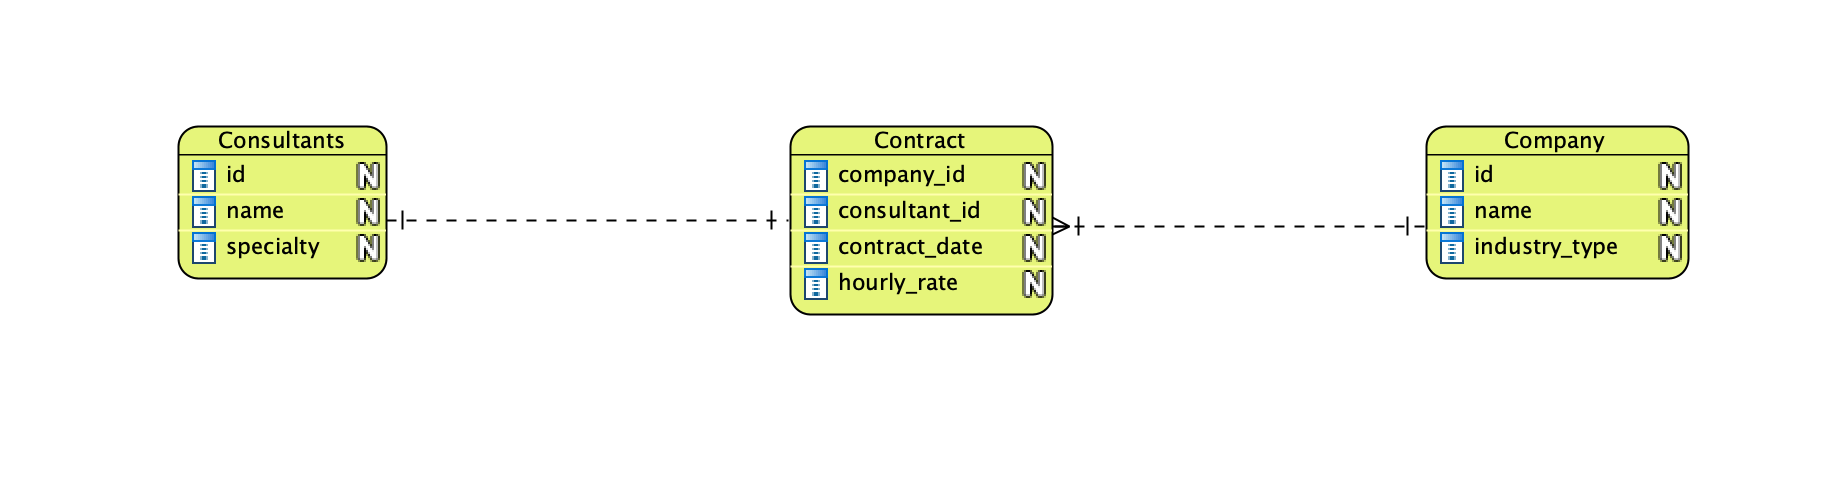 Consultants
id N
name N
specialty N
Contract
company_id N
consultant_id N
contract_date N
hourly_rate N
Company
id N
name N
industry_type N